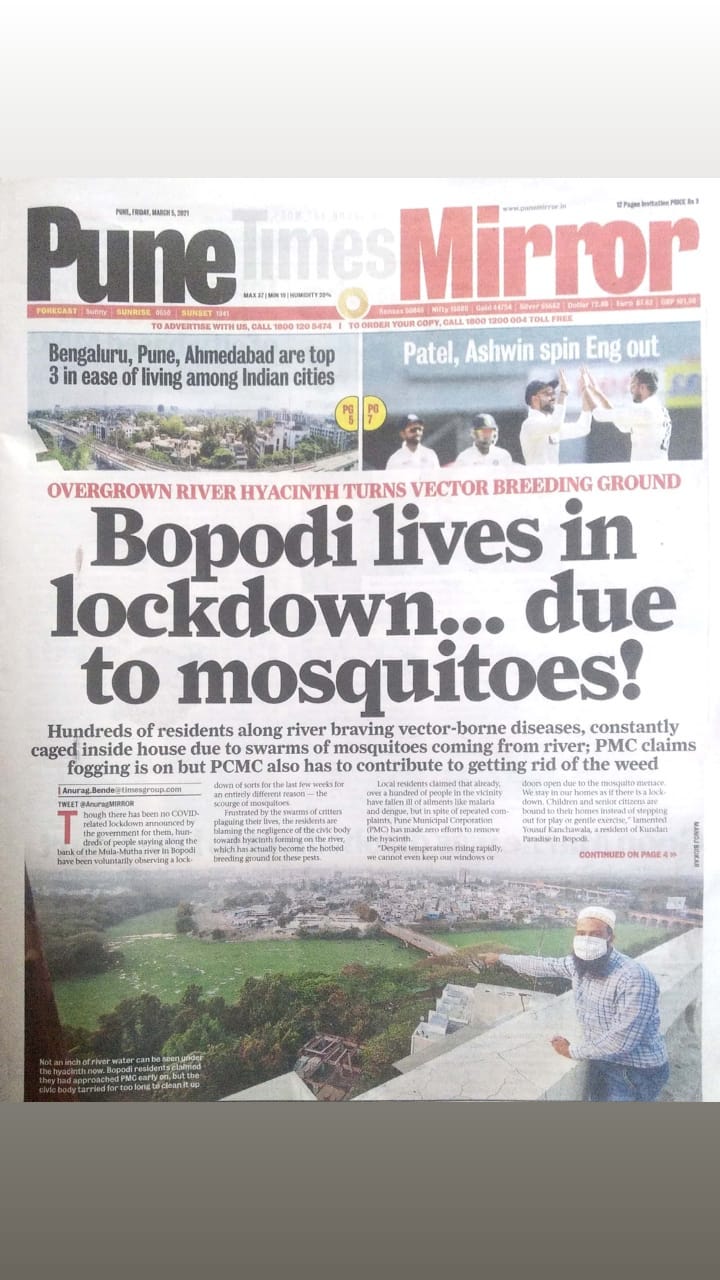 PUNE, FRIDAY, MARCH 5, 2021
www.punemirror.in
12 Pages Invitation PRICE Rs 3
Pune Times Mirror
MAX 37 | MIN 19 | HUMIDITY 20%
FORECAST | Sunny | SUNRISE 0650 | SUNSET 1841
Sensex | Nifty | Gold 44754 | Silver | Dollar 72.88 | Euro | GBP
TO ADVERTISE WITH US, CALL 1800 120 5474 | TO ORDER YOUR COPY, CALL 1800 1200 004 TOLL FREE
Bengaluru, Pune, Ahmedabad are top
3 in ease of living among Indian cities
PG
5
Patel, Ashwin spin Eng out
PG
7
OVERGROWN RIVER HYACINTH TURNS VECTOR BREEDING GROUND
Bopodi lives in
lockdown... due
to mosquitoes!
Hundreds of residents along river braving vector-borne diseases, constantly
caged inside house due to swarms of mosquitoes coming from river; PMC claims
fogging is on but PCMC also has to contribute to getting rid of the weed
| Anurag.Bende@timesgroup.com
TWEET @AnuragMIRROR
Though there has been no COVID-
related lockdown announced by
the government for them, hun-
dreds of people staying along the
bank of the Mula-Mutha river in Bopodi
have been voluntarily observing a lock-
down of sorts for the last few weeks for
an entirely different reason — the
scourge of mosquitoes.
Frustrated by the swarms of critters
plaguing their lives, the residents are
blaming the negligence of the civic body
towards hyacinth forming on the river,
which has actually become the hotbed
breeding ground for these pests.
Local residents claimed that already,
over a hundred of people in the vicinity
have fallen ill of ailments like malaria
and dengue, but in spite of repeated com-
plaints, Pune Municipal Corporation
(PMC) has made zero efforts to remove
the hyacinth.
"Despite temperatures rising rapidly,
we cannot even keep our windows or
doors open due to the mosquito menace.
We stay in our homes as if there is a lock-
down. Children and senior citizens are
bound to their homes instead of stepping
out for play or gentle exercise," lamented
Yousuf Kanchawala, a resident of Kundan
Paradise in Bopodi.
CONTINUED ON PAGE 4 »
Not an inch of river water can be seen under
the hyacinth now. Bopodi residents claimed
they had approached PMC early on, but the
civic body tarried for too long to clean it up